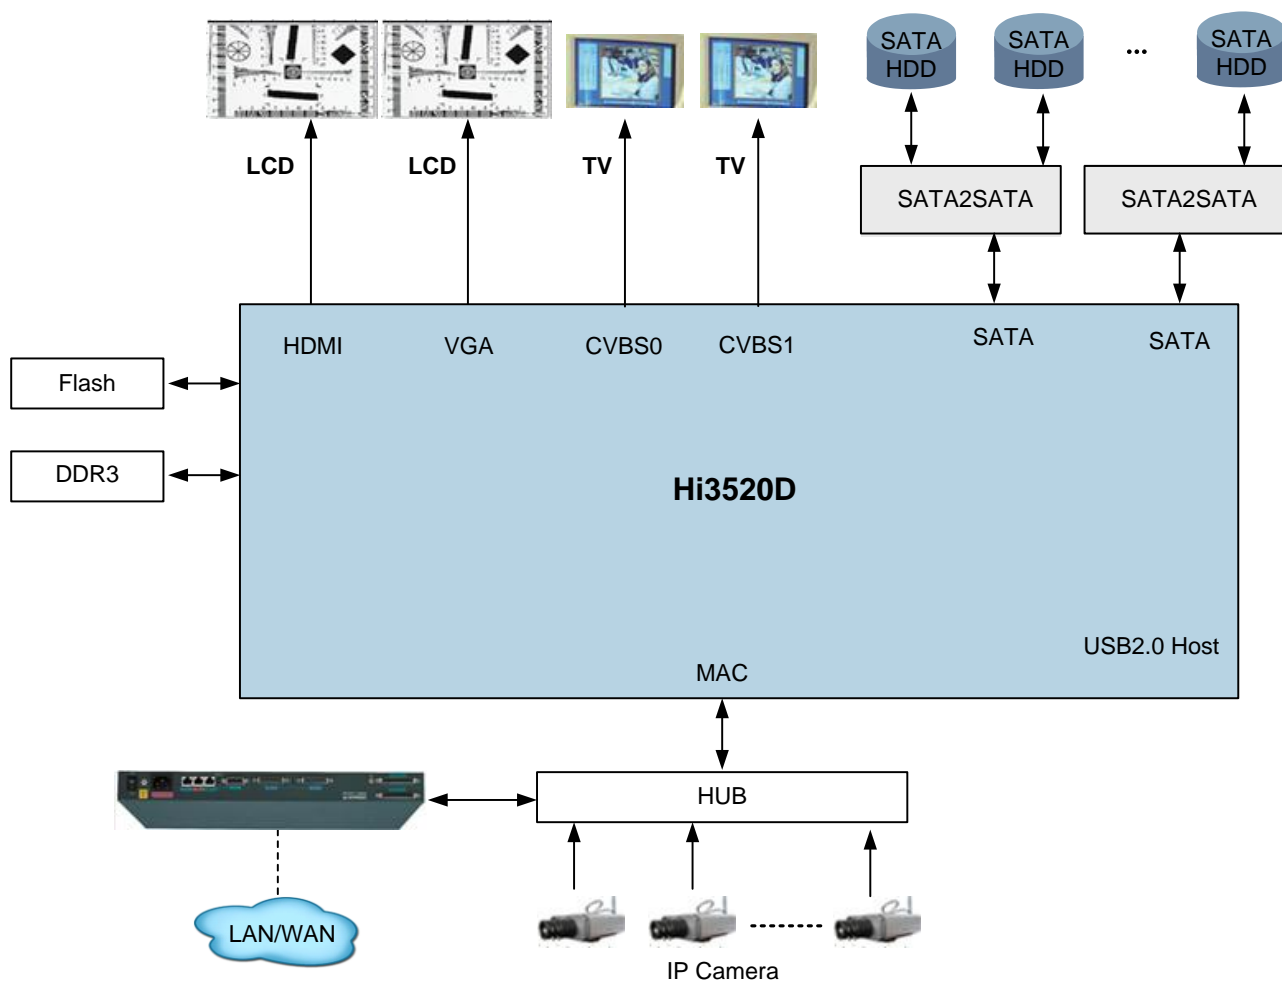 SATA
HDD
SATA
HDD
...
SATA
HDD
LCD
LCD
TV
TV
SATA2SATA
SATA2SATA
HDMI
VGA
CVBS0
CVBS1
SATA
SATA
Flash
DDR3
Hi3520D
USB2.0 Host
MAC
HUB
LAN/WAN
IP Camera